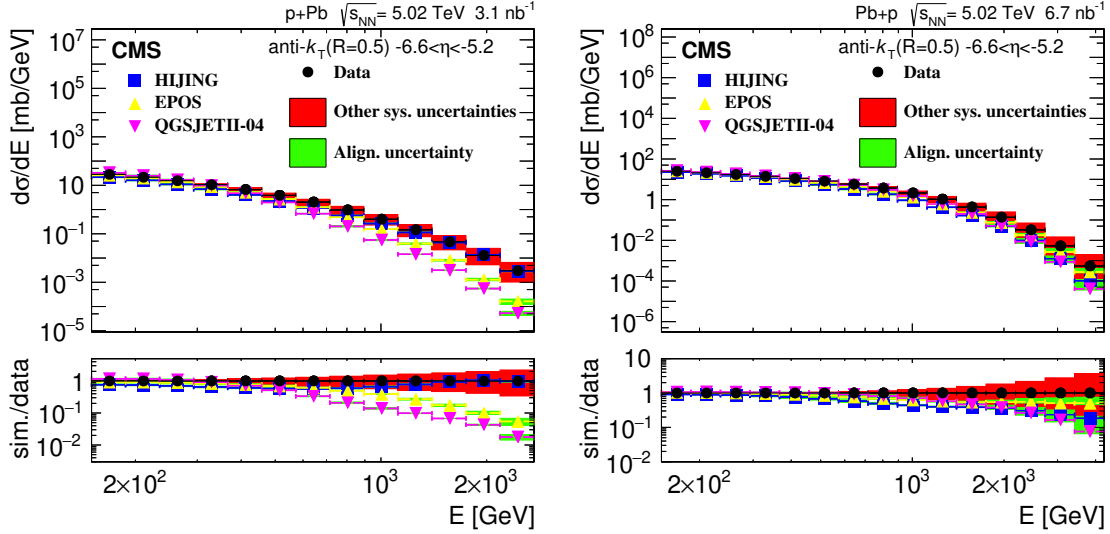 p+Pb √s_NN = 5.02 TeV 3.1 nb⁻¹
CMS
anti-k_T(R=0.5) -6.6<η<-5.2
HIJING
EPOS
QGSJETII-04
Data
Other sys. uncertainties
Align. uncertainty
dσ/dE [mb/GeV]
10⁷
10⁵
10³
10
10⁻¹
10⁻³
10⁻⁵
sim./data
1
10⁻¹
10⁻²
2×10²
10³
2×10³
E [GeV]
Pb+p √s_NN = 5.02 TeV 6.7 nb⁻¹
CMS
anti-k_T(R=0.5) -6.6<η<-5.2
HIJING
EPOS
QGSJETII-04
Data
Other sys. uncertainties
Align. uncertainty
dσ/dE [mb/GeV]
10⁸
10⁶
10⁴
10²
1
10⁻²
10⁻⁴
10⁻⁶
sim./data
10
1
10⁻¹
10⁻²
2×10²
10³
2×10³
E [GeV]